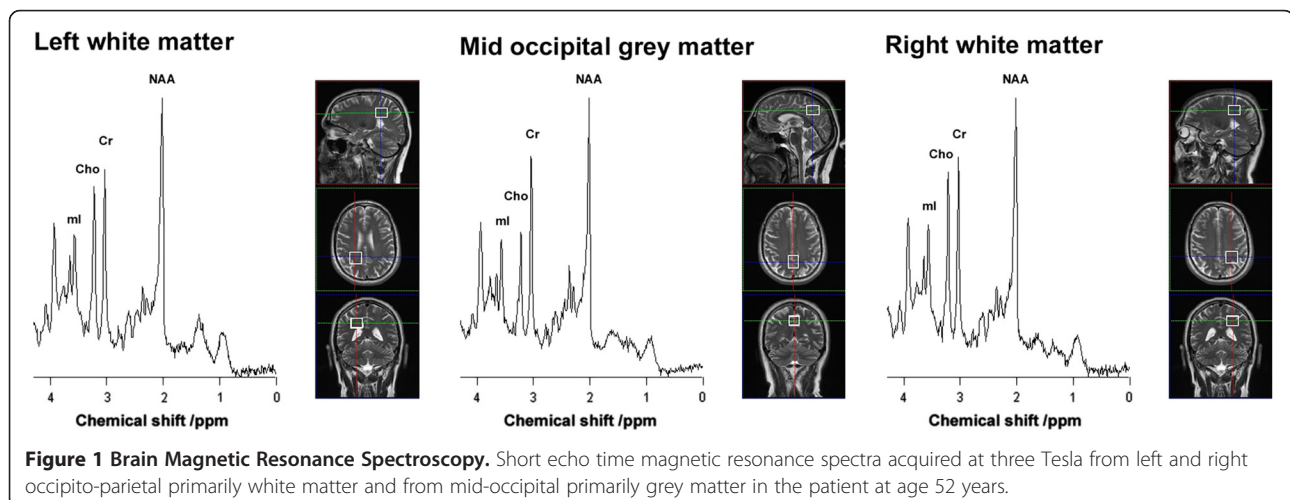 Left white matter
NAA
Cr
Cho
mI
4 3 2 1 0
Chemical shift /ppm
Mid occipital grey matter
NAA
Cr
Cho
mI
4 3 2 1 0
Chemical shift /ppm
Right white matter
NAA
Cr
Cho
mI
4 3 2 1 0
Chemical shift /ppm
Figure 1 Brain Magnetic Resonance Spectroscopy. Short echo time magnetic resonance spectra acquired at three Tesla from left and right
occipito-parietal primarily white matter and from mid-occipital primarily grey matter in the patient at age 52 years.